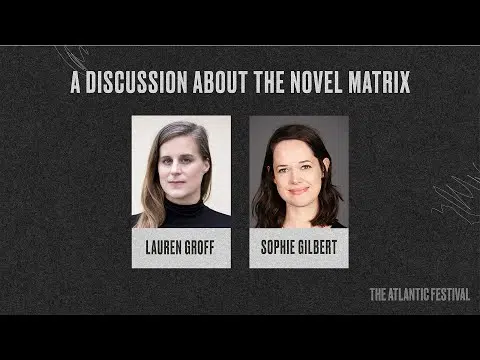 A DISCUSSION ABOUT THE NOVEL MATRIX
LAUREN GROFF
SOPHIE GILBERT
THE ATLANTIC FESTIVAL